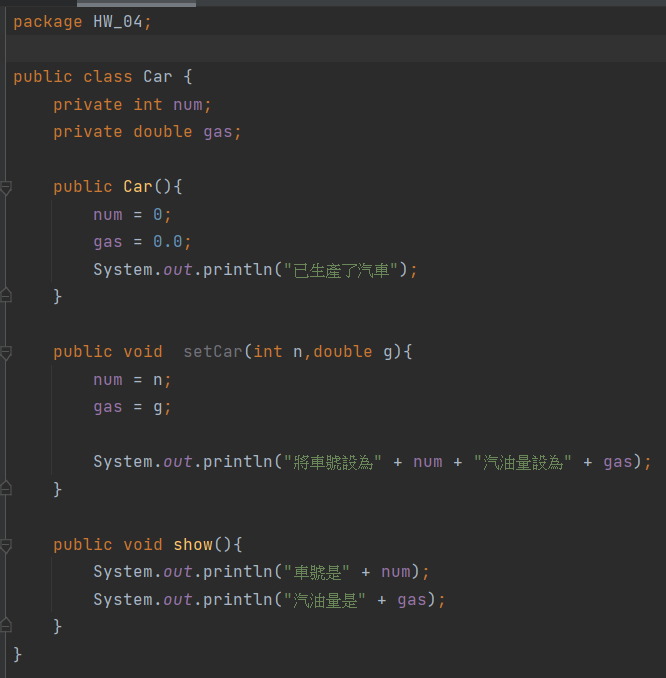 package HW_04;
public class Car {
    private int num;
    private double gas;
    public Car(){
        num = 0;
        gas = 0.0;
        System.out.println("已生產了汽車");
    }
    public void  setCar(int n,double g){
        num = n;
        gas = g;
        System.out.println("將車號設為" + num + "汽油量設為" + gas);
    }
    public void show(){
        System.out.println("車號是" + num);
        System.out.println("汽油量是" + gas);
    }
}